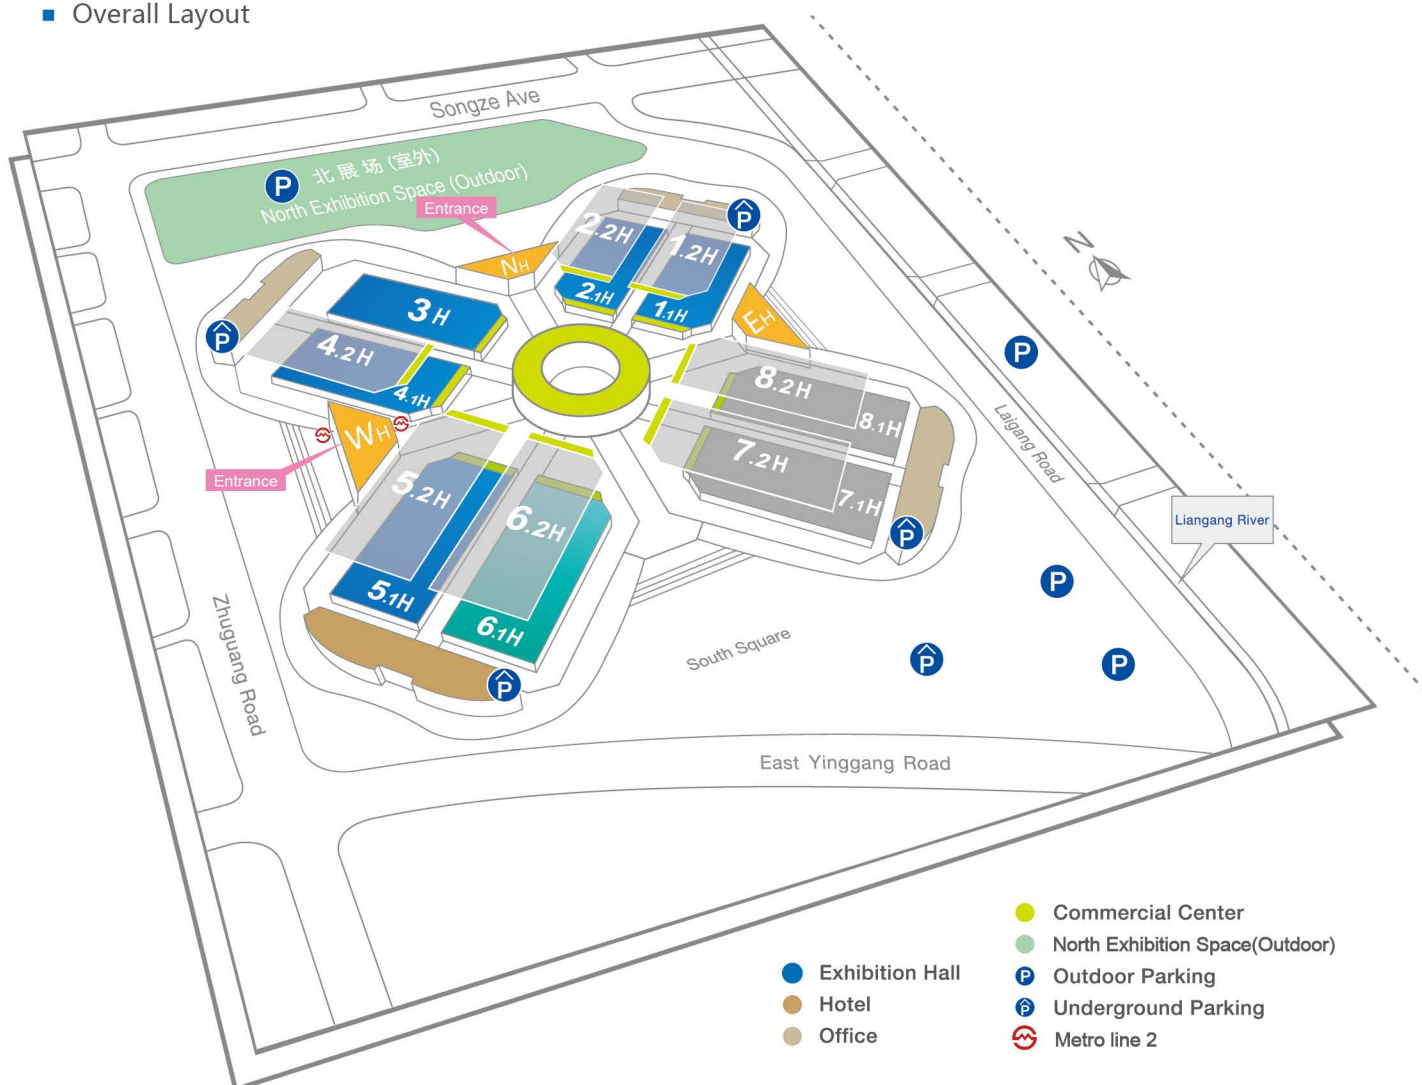 Overall Layout
Songze Ave
P
北展场(室外)
North Exhibition Space (Outdoor)
Entrance
NH
2.2H
1.2H
P
2.1H
1.1H
EH
N
3H
P
4.2H
4.1H
P
8.2H
8.1H
WH
Entrance
7.2H
7.1H
Laigang Road
5.2H
6.2H
P
Liangang River
5.1H
6.1H
P
Zhuguang Road
South Square
P
P
P
East Yinggang Road
Commercial Center
North Exhibition Space(Outdoor)
Exhibition Hall
P Outdoor Parking
Hotel
P Underground Parking
Office
Metro line 2